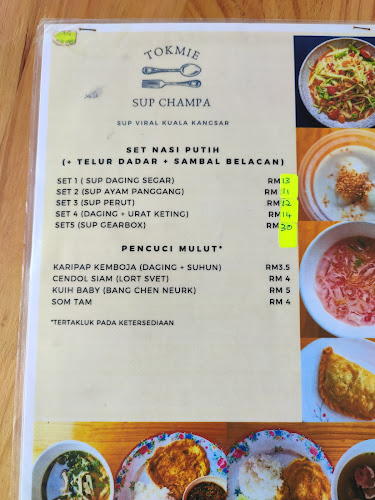 TOKMIE
SUP CHAMPA
SUP VIRAL KUALA KANGSAR
SET NASI PUTIH
(+ TELUR DADAR + SAMBAL BELACAN)
SET 1 ( SUP DAGING SEGAR) RM 13
SET 2 (SUP AYAM PANGGANG) RM 11
SET 3 (SUP PERUT) RM 12
SET 4 (DAGING + URAT KETING) RM 14
SET5 (SUP GEARBOX) RM 30
PENCUCI MULUT*
KARIPAP KEMBOJA (DAGING + SUHUN) RM3.5
CENDOL SIAM (LORT SVET) RM 4
KUIH BABY (BANG CHEN NEURK) RM 5
SOM TAM RM 4
*TERTAKLUK PADA KETERSEDIAAN